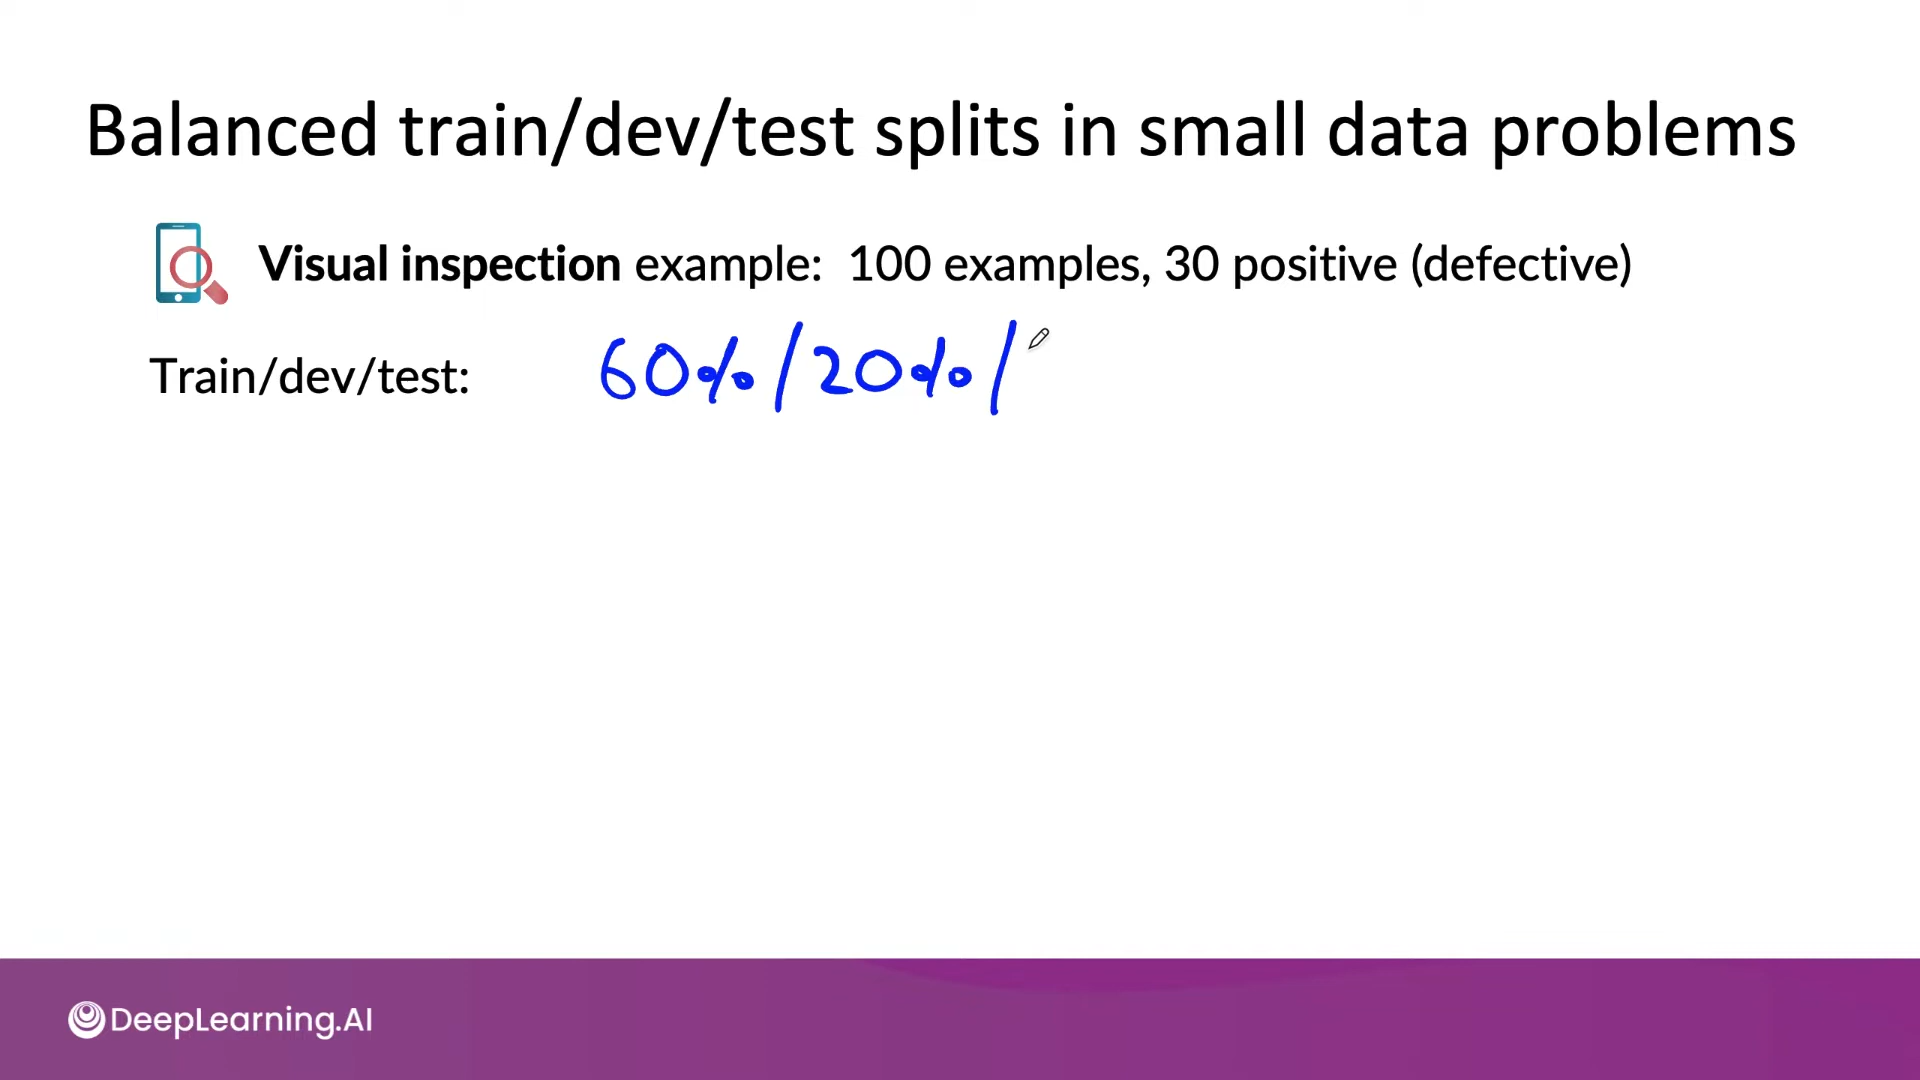 Balanced train/dev/test splits in small data problems
Visual inspection example: 100 examples, 30 positive (defective)
Train/dev/test: 60%/20%/
DeepLearning.AI